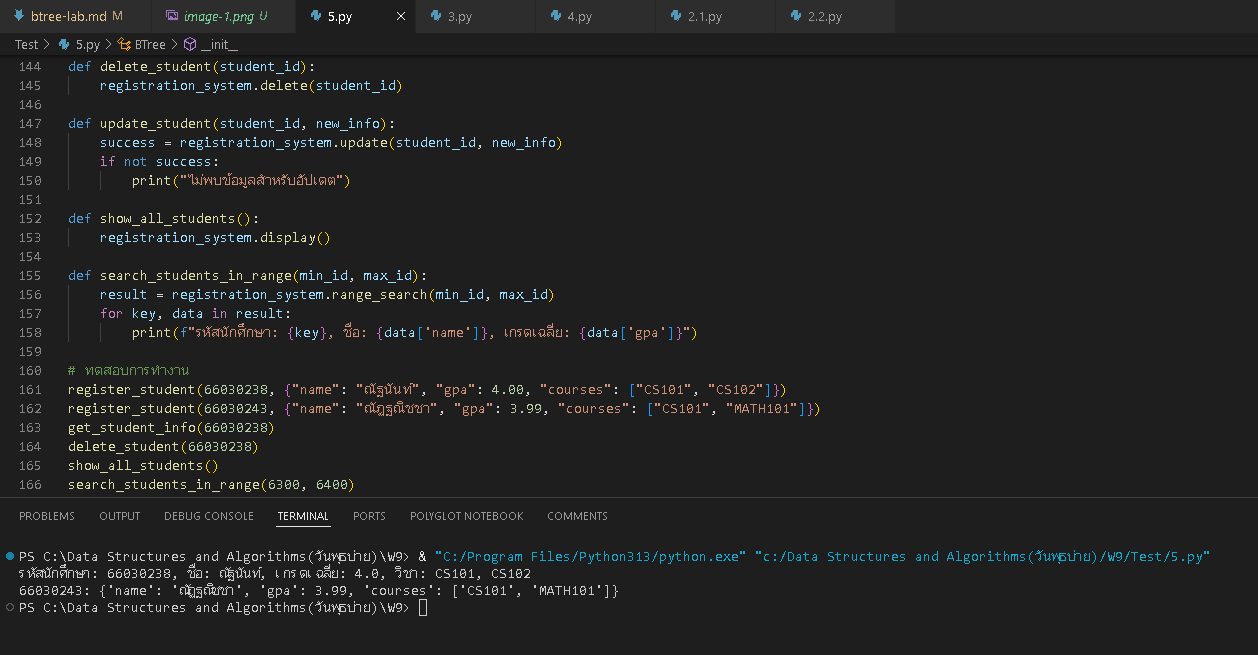 btree-lab.md M image-1.png U 5.py 3.py 4.py 2.1.py 2.2.py
Test > 5.py > BTree > __init__
144 def delete_student(student_id):
145 registration_system.delete(student_id)
146
147 def update_student(student_id, new_info):
148 success = registration_system.update(student_id, new_info)
149 if not success:
150 print("ไม่พบข้อมูลสำหรับอัปเดต")
151
152 def show_all_students():
153 registration_system.display()
154
155 def search_students_in_range(min_id, max_id):
156 result = registration_system.range_search(min_id, max_id)
157 for key, data in result:
158 print(f"รหัสนักศึกษา: {key}, ชื่อ: {data['name']}, เกรดเฉลี่ย: {data['gpa']}")
159
160 # ทดสอบการทำงาน
161 register_student(66030238, {"name": "ณัฐนันท์", "gpa": 4.00, "courses": ["CS101", "CS102"]})
162 register_student(66030243, {"name": "ณัฏฐณิชชา", "gpa": 3.99, "courses": ["CS101", "MATH101"]})
163 get_student_info(66030238)
164 delete_student(66030238)
165 show_all_students()
166 search_students_in_range(6300, 6400)
PROBLEMS OUTPUT DEBUG CONSOLE TERMINAL PORTS POLYGLOT NOTEBOOK COMMENTS
PS C:\Data Structures and Algorithms(วันพุธบ่าย)\W9> & "C:/Program Files/Python313/python.exe" "c:/Data Structures and Algorithms(วันพุธบ่าย)/W9/Test/5.py"
รหัสนักศึกษา: 66030238, ชื่อ: ณัฐนันท์, เกรดเฉลี่ย: 4.0, วิชา: CS101, CS102
66030243: {'name': 'ณัฏฐณิชชา', 'gpa': 3.99, 'courses': ['CS101', 'MATH101']}
PS C:\Data Structures and Algorithms(วันพุธบ่าย)\W9>